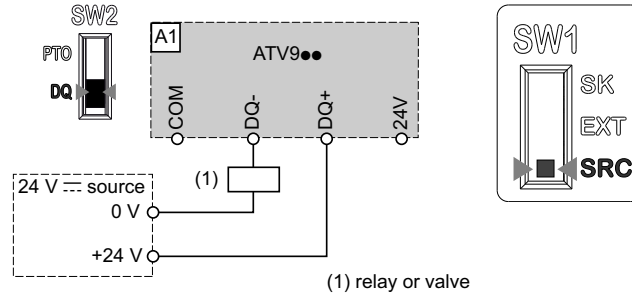 SW2
PTO
DQ
A1
ATV9●●
COM
DQ-
DQ+
24V
(1)
24 V ⎓ source
0 V
+24 V
(1) relay or valve
SW1
SK
EXT
SRC